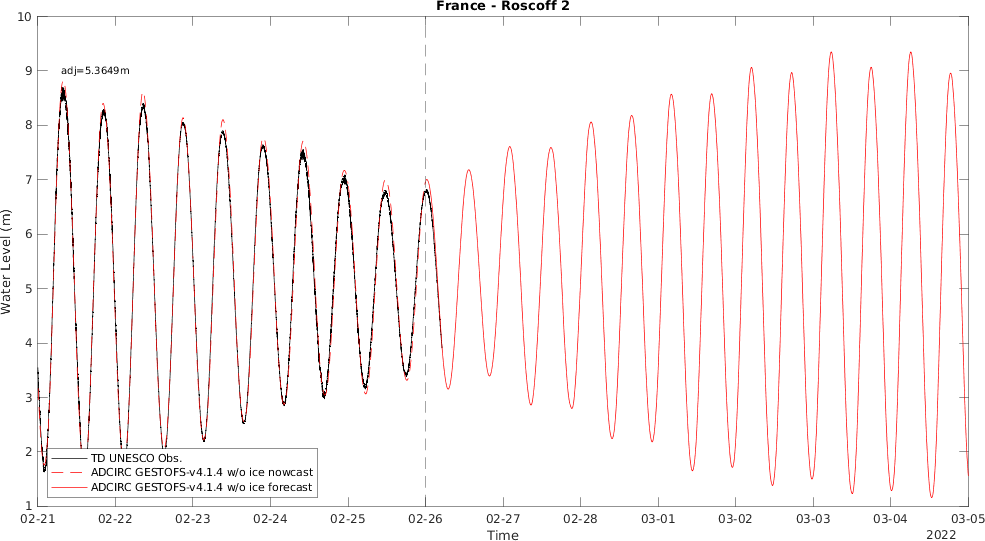 France - Roscoff 2
adj=5.3649m
Water Level (m)
10
9
8
7
6
5
4
3
2
1
TD UNESCO Obs.
ADCIRC GESTOFS-v4.1.4 w/o ice nowcast
ADCIRC GESTOFS-v4.1.4 w/o ice forecast
02-21 02-22 02-23 02-24 02-25 02-26 02-27 02-28 03-01 03-02 03-03 03-04 03-05
Time
2022